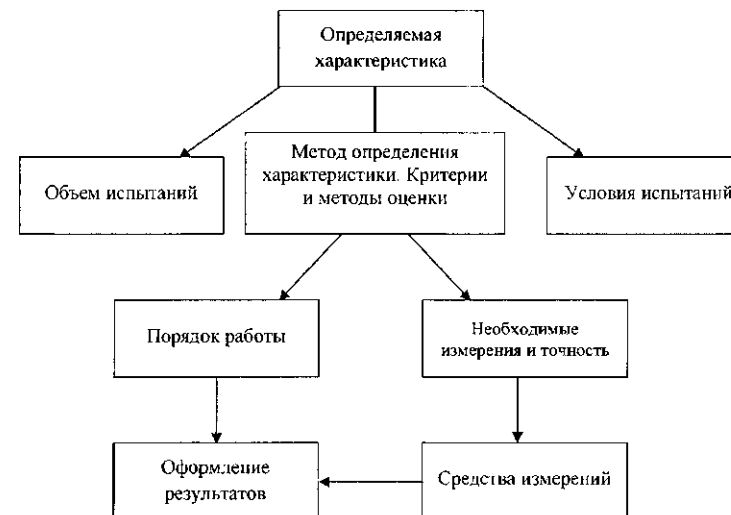 Определяемая
характеристика
Метод определения
характеристики. Критерии
и методы оценки
Объем испытаний
Условия испытаний
Порядок работы
Необходимые
измерения и точность
Оформление
результатов
Средства измерений